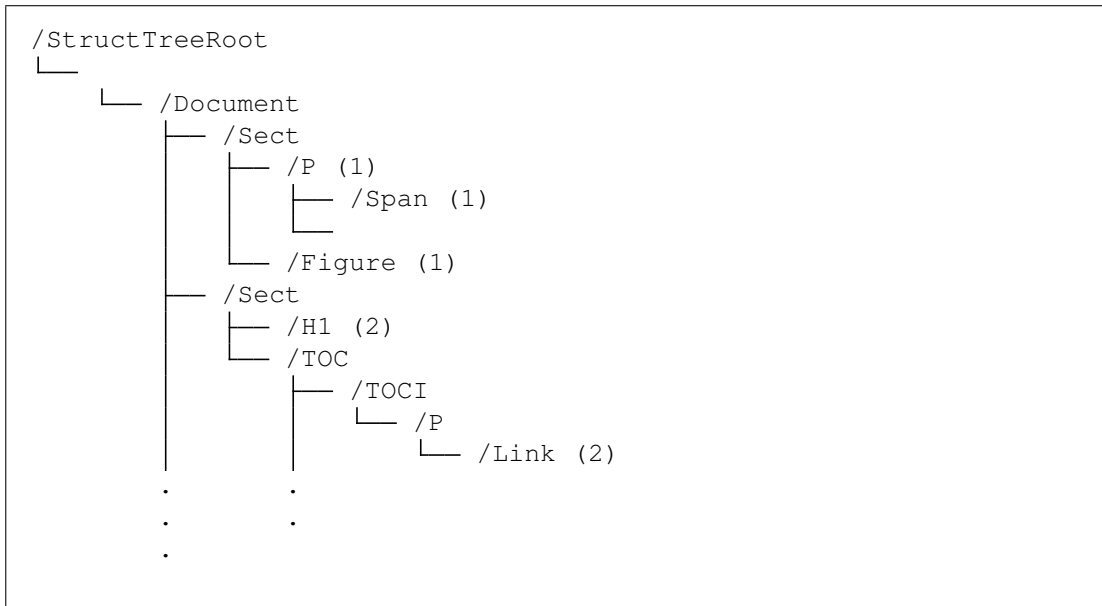 /StructTreeRoot
└──
    └── /Document
        ├── /Sect
        │   ├── /P (1)
        │   │   ├── /Span (1)
        │   │   └──
        │   └── /Figure (1)
        ├── /Sect
        │   ├── /H1 (2)
        │   └── /TOC
        │       ├── /TOCI
        │       │   └── /P
        │       │       └── /Link (2)
        .       .
        .       .
        .